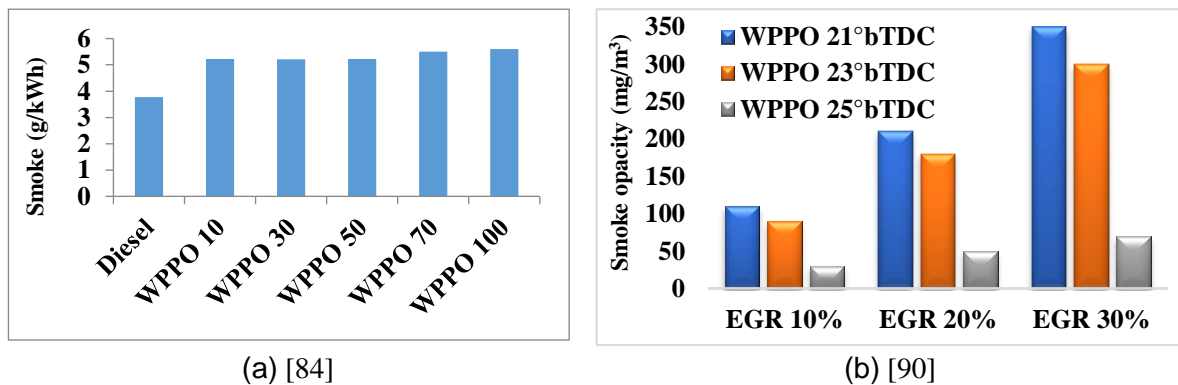 6
5
4
3
2
1
0
Smoke (g/kWh)
Diesel
WPPO 10
WPPO 30
WPPO 50
WPPO 70
WPPO 100
(a) [84]
350
300
250
200
150
100
50
0
Smoke opacity (mg/m³)
WPPO 21°bTDC
WPPO 23°bTDC
WPPO 25°bTDC
EGR 10%
EGR 20%
EGR 30%
(b) [90]